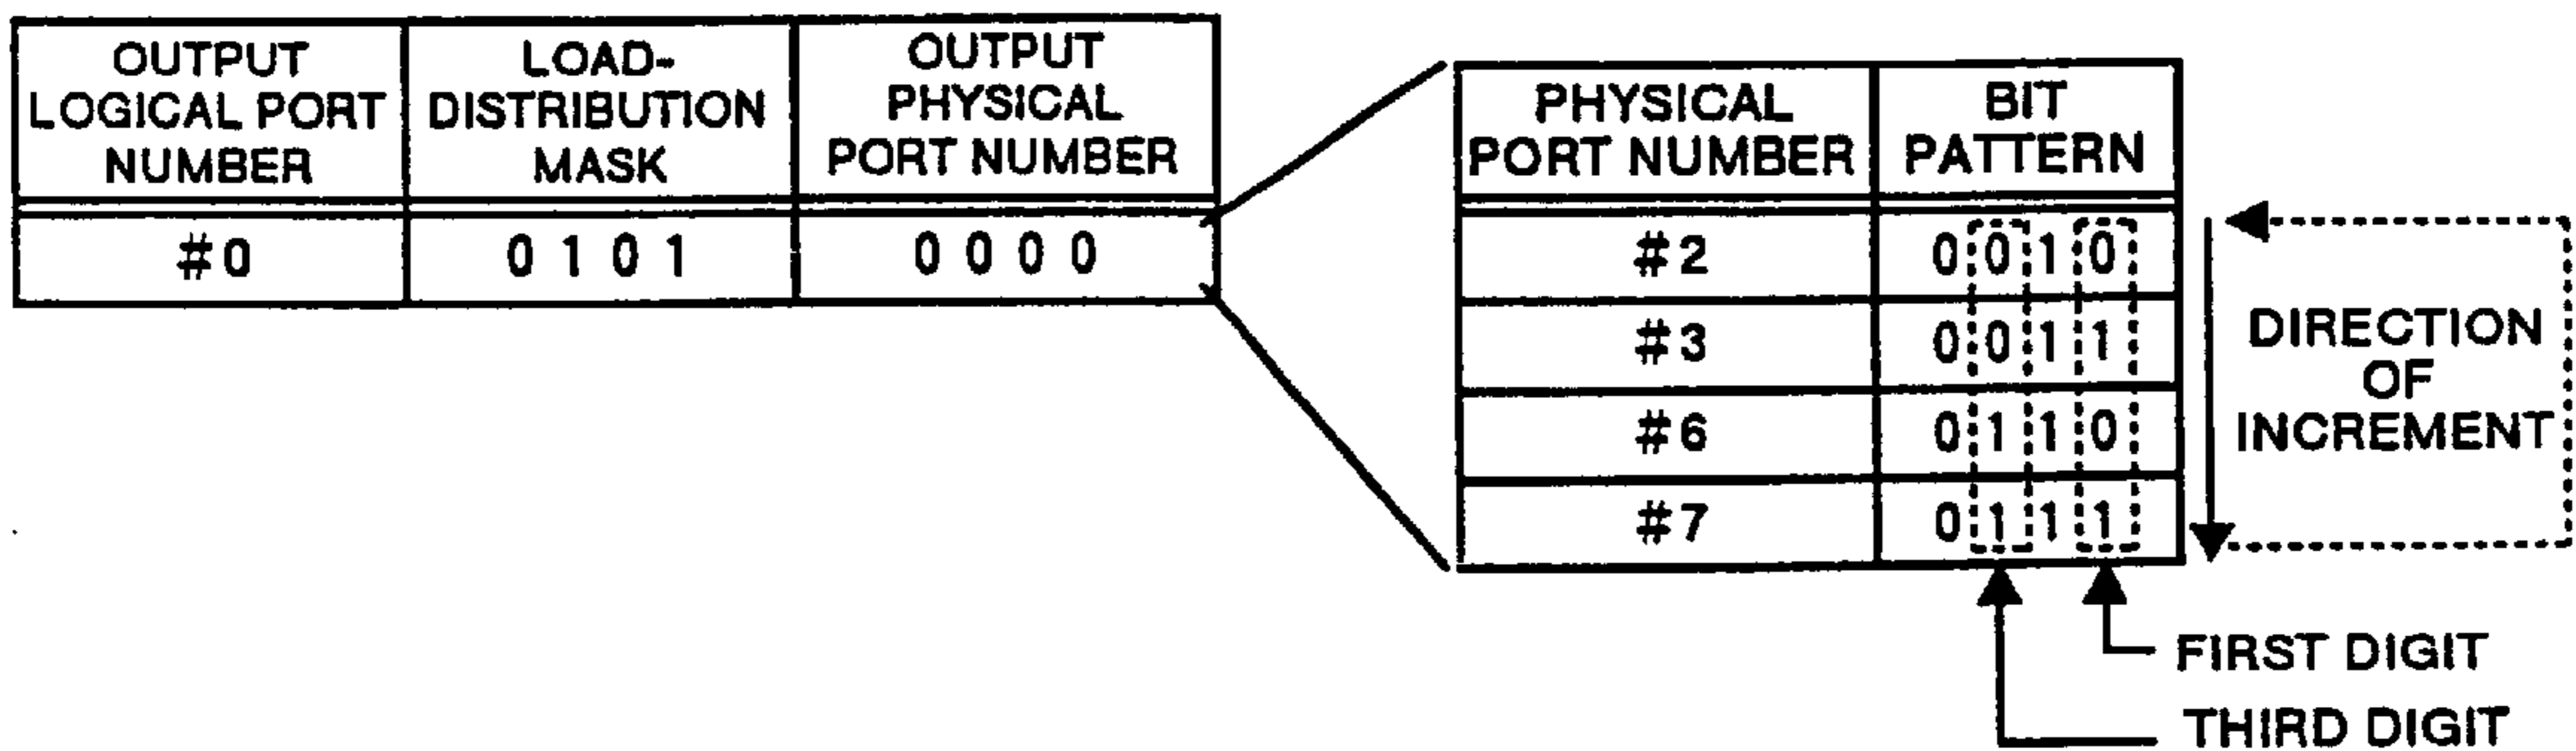 OUTPUT
LOGICAL PORT
NUMBER
LOAD-
DISTRIBUTION
MASK
OUTPUT
PHYSICAL
PORT NUMBER
#0
0 1 0 1
0 0 0 0
PHYSICAL
PORT NUMBER
BIT
PATTERN
#2
0 0 1 0
#3
0 0 1 1
#6
0 1 1 0
#7
0 1 1 1
DIRECTION
OF
INCREMENT
FIRST DIGIT
THIRD DIGIT